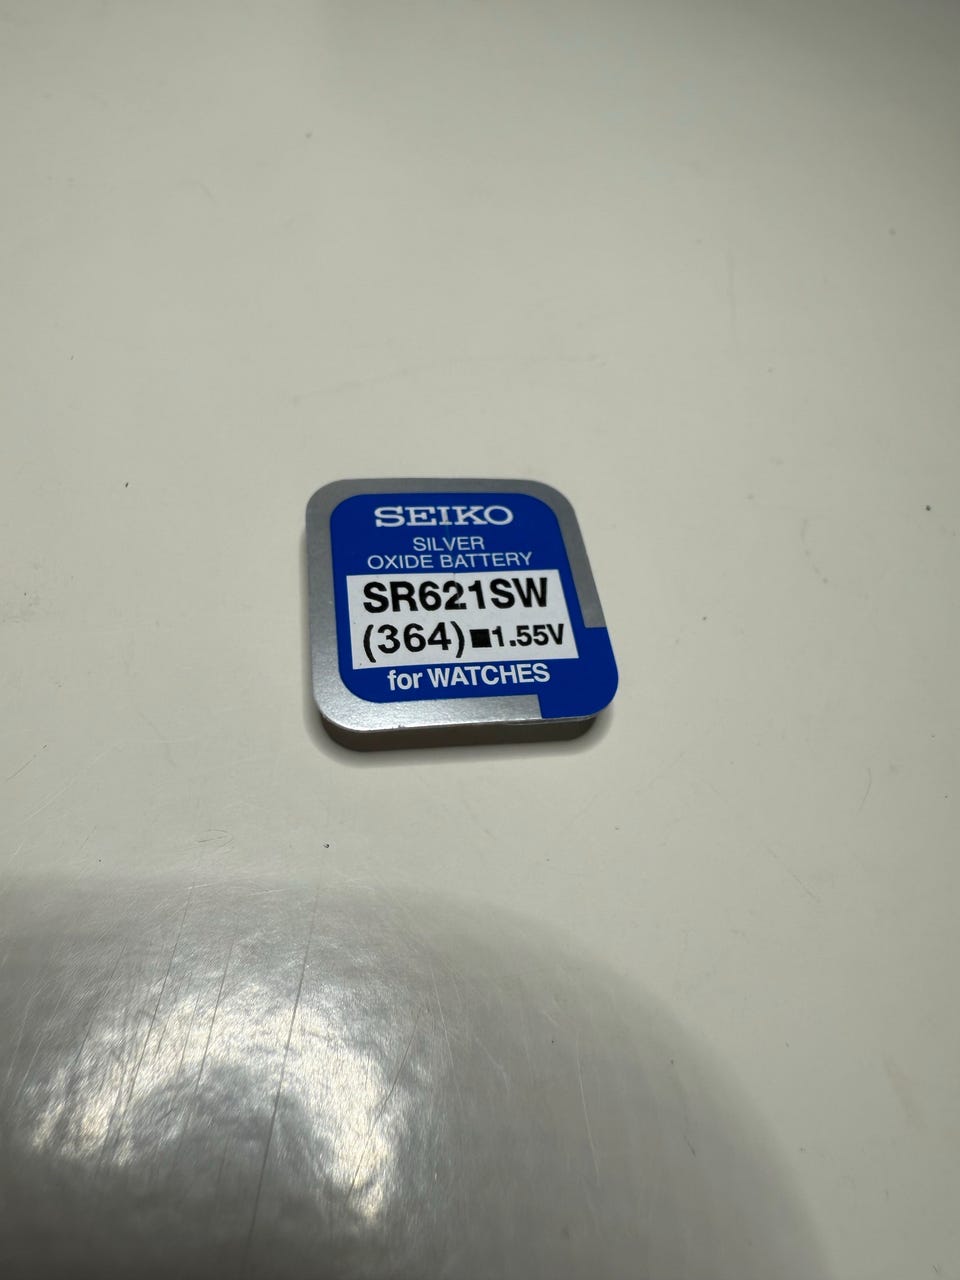 SEIKO
SILVER
OXIDE BATTERY
SR621SW
(364)■1.55V
for WATCHES